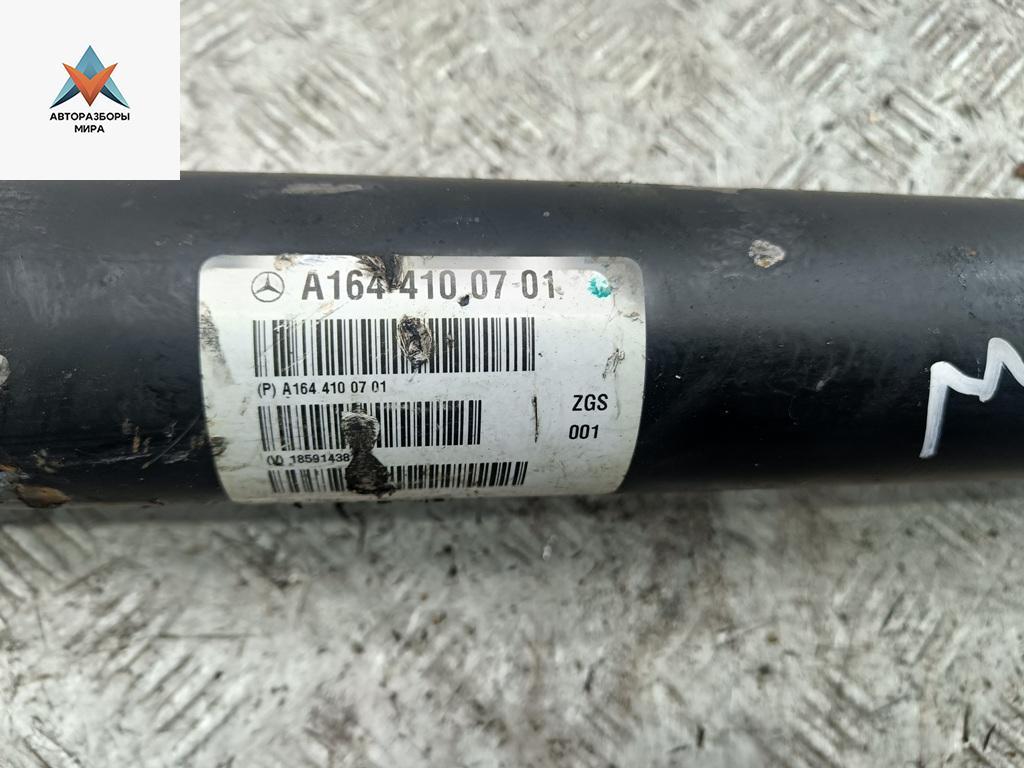 АВТОРАЗБОРЫ
МИРА
A164 410 07 01
(P) A164 410 07 01
ZGS
001
(V) 18591438